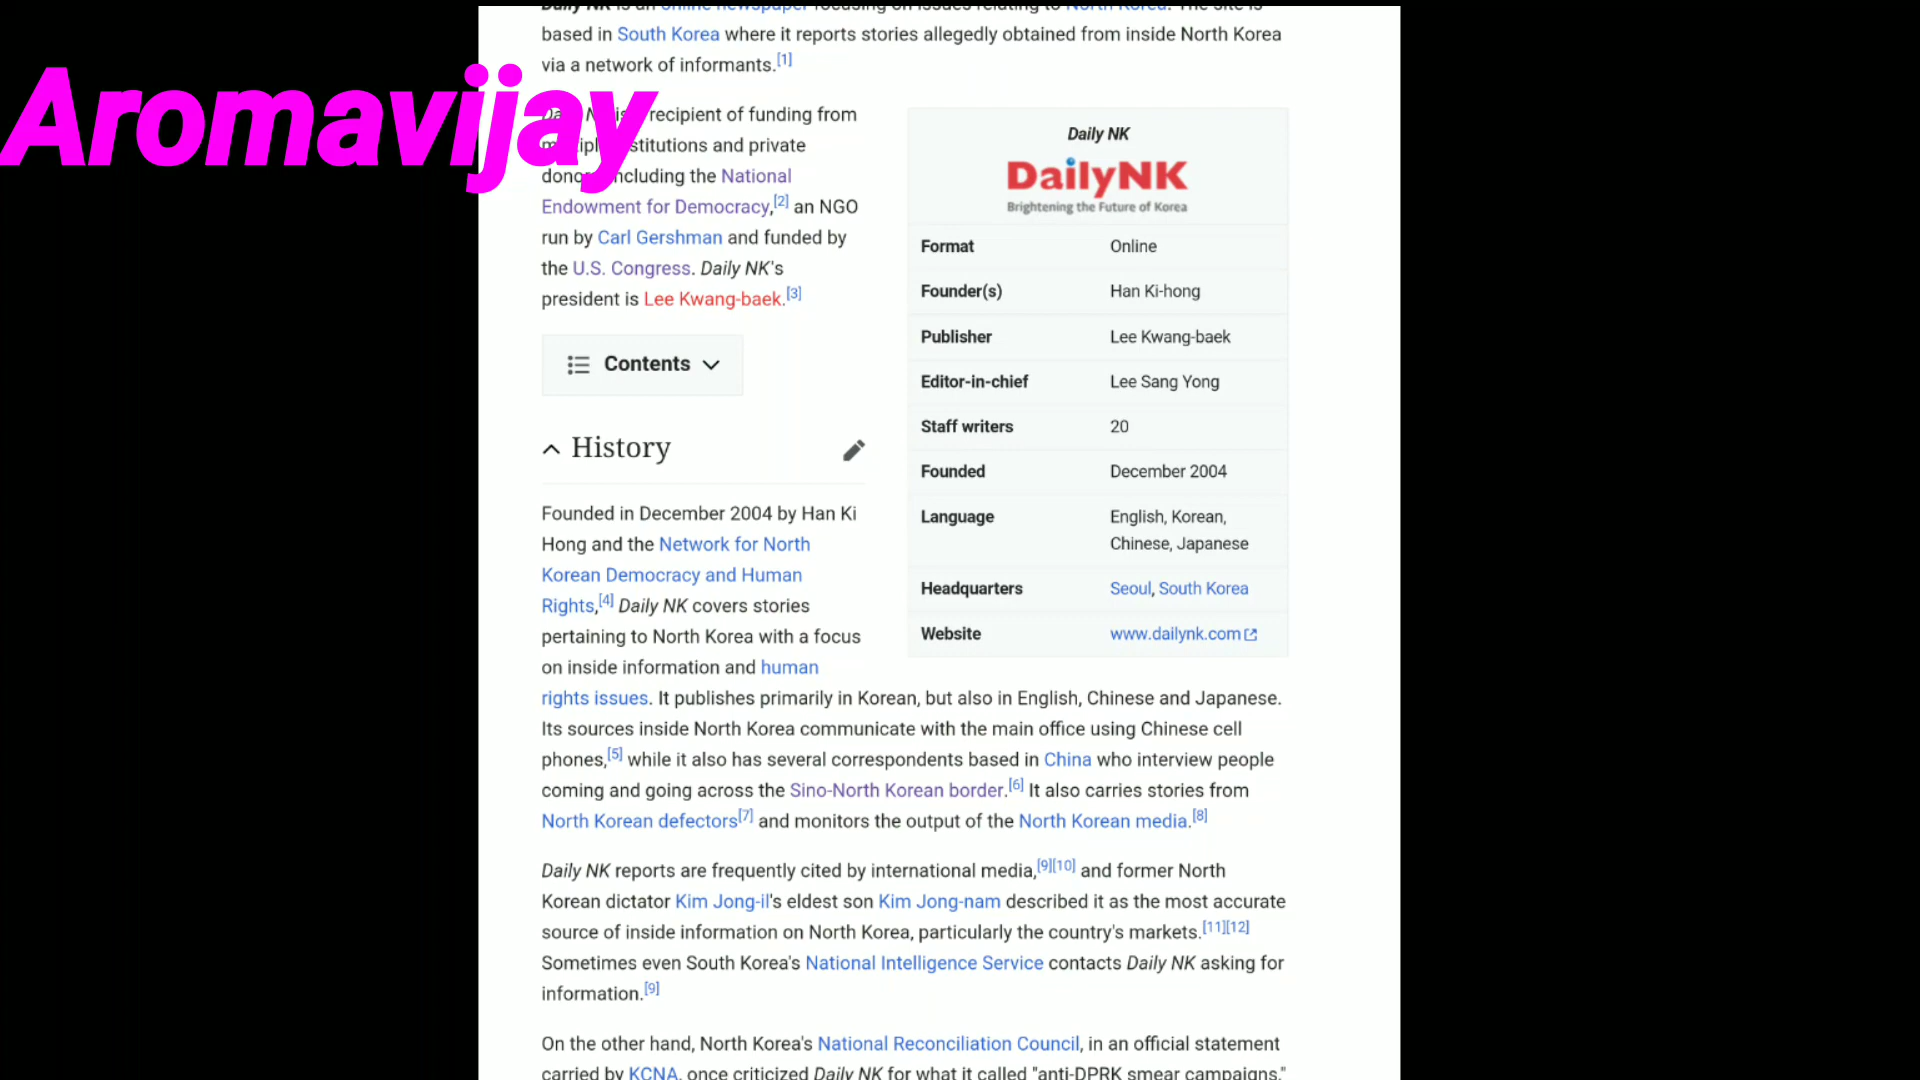 Daily NK is an online newspaper focusing on issues relating to North Korea. The site is
based in South Korea where it reports stories allegedly obtained from inside North Korea
via a network of informants.[1]
Aromavijay
recipient of funding from
and private
including the National
Endowment for Democracy,[2] an NGO
run by Carl Gershman and funded by
the U.S. Congress. Daily NK's
president is Lee Kwang-baek.[3]
Contents
History
Founded in December 2004 by Han Ki
Hong and the Network for North
Korean Democracy and Human
Rights,[4] Daily NK covers stories
pertaining to North Korea with a focus
on inside information and human
rights issues. It publishes primarily in Korean, but also in English, Chinese and Japanese.
Its sources inside North Korea communicate with the main office using Chinese cell
phones,[5] while it also has several correspondents based in China who interview people
coming and going across the Sino-North Korean border.[6] It also carries stories from
North Korean defectors[7] and monitors the output of the North Korean media.[8]
Daily NK
DailyNK
Brightening the Future of Korea
Format Online
Founder(s) Han Ki-hong
Publisher Lee Kwang-baek
Editor-in-chief Lee Sang Yong
Staff writers 20
Founded December 2004
Language English, Korean,
Chinese, Japanese
Headquarters Seoul, South Korea
Website www.dailynk.com
Daily NK reports are frequently cited by international media,[9][10] and former North
Korean dictator Kim Jong-il's eldest son Kim Jong-nam described it as the most accurate
source of inside information on North Korea, particularly the country's markets.[11][12]
Sometimes even South Korea's National Intelligence Service contacts Daily NK asking for
information.[9]
On the other hand, North Korea's National Reconciliation Council, in an official statement
carried by KCNA, once criticized Daily NK for what it called "anti-DPRK smear campaigns."